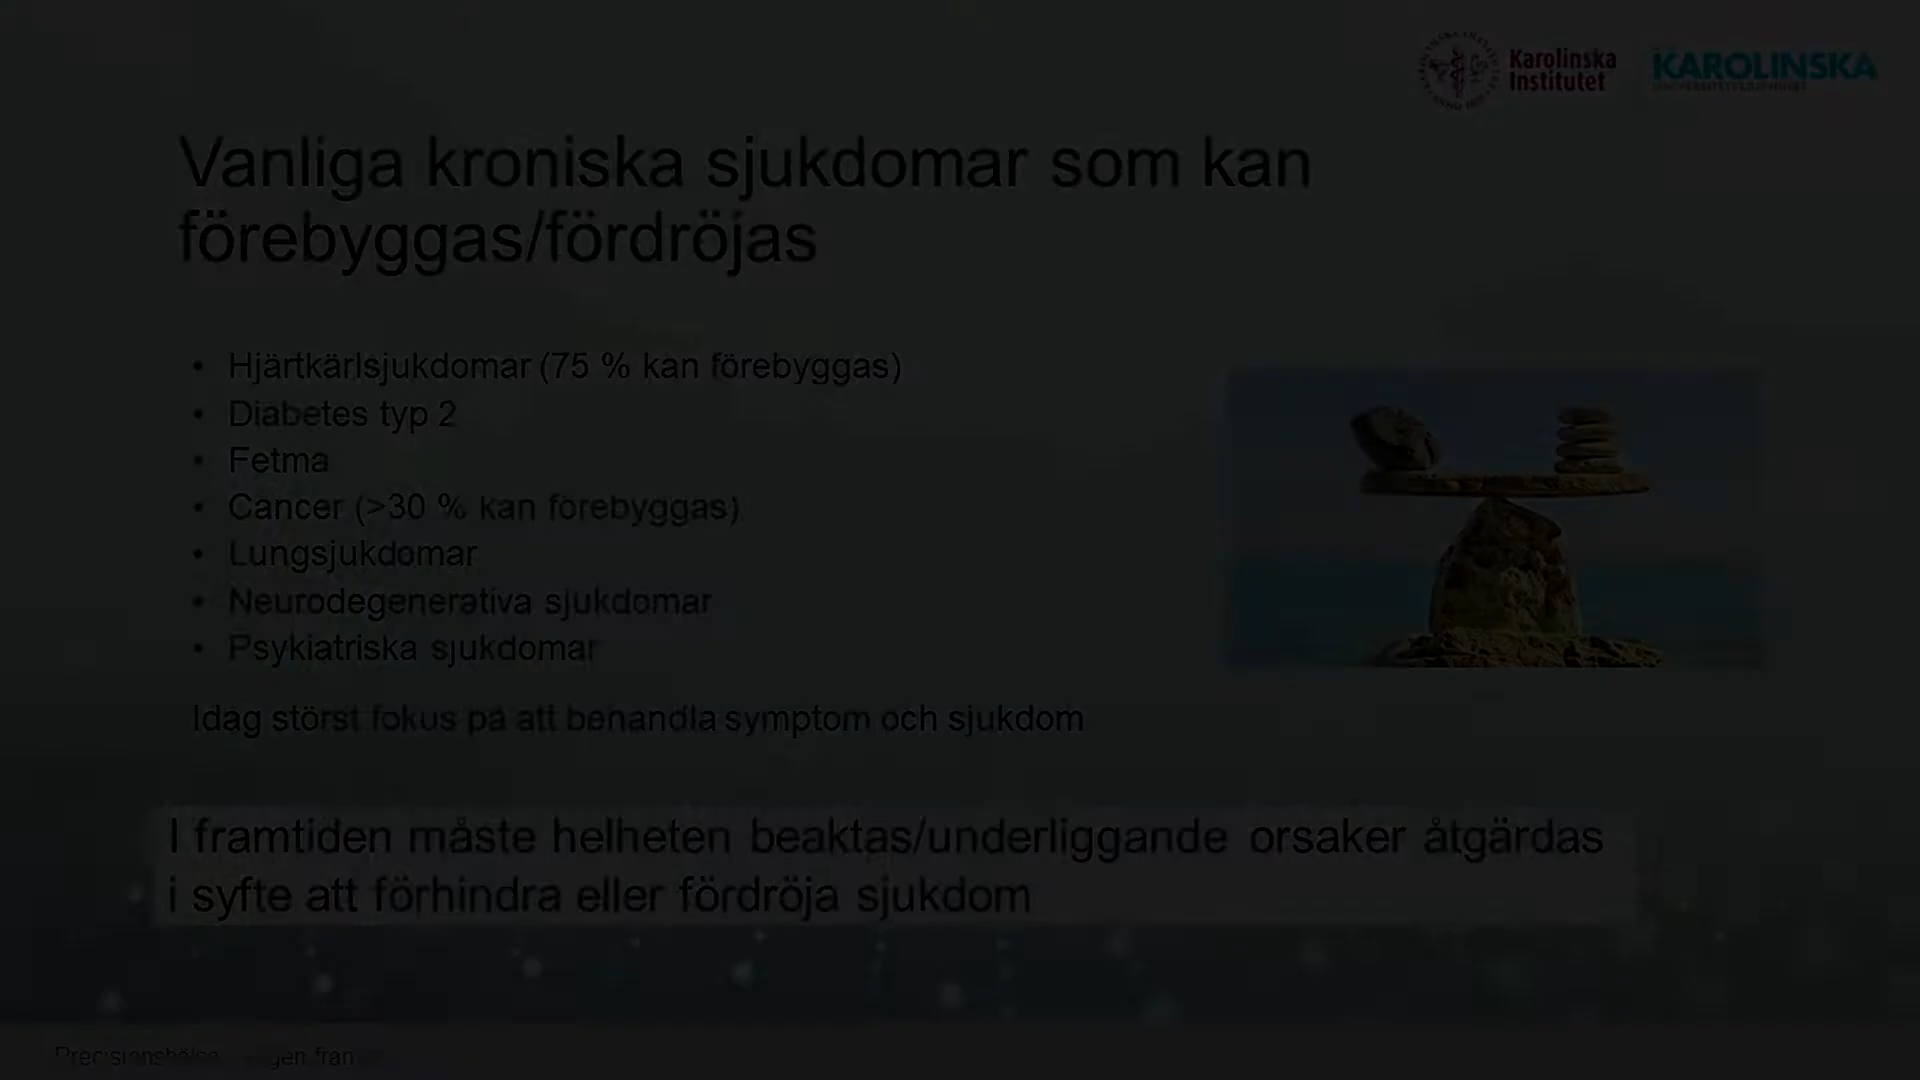 Karolinska
Institutet
KAROLINSKA
Vanliga kroniska sjukdomar som kan
förebyggas/fördröjas
• Hjärtkärlsjukdomar (75 % kan förebyggas)
• Diabetes typ 2
• Fetma
• Cancer (>30 % kan förebyggas)
• Lungsjukdomar
• Neurodegenerativa sjukdomar
• Psykiatriska sjukdomar
Idag störst fokus på att behandla symptom och sjukdom
I framtiden måste helheten beaktas/underliggande orsaker åtgärdas
i syfte att förhindra eller fördröja sjukdom
Precisionshälsa